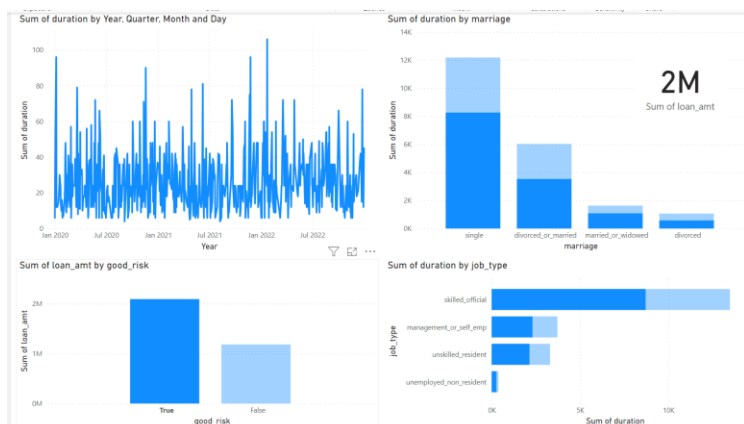 Sum of duration by Year, Quarter, Month and Day
Sum of duration
100
80
60
40
20
0
Jan 2020
Jul 2020
Jan 2021
Jul 2021
Jan 2022
Jul 2022
Year
Sum of duration by marriage
Sum of duration
14K
12K
10K
8K
6K
4K
2K
0K
single
divorced_or_married
married_or_widowed
divorced
marriage
2M
Sum of loan_amt
Sum of loan_amt by good_risk
Sum of loan_amt
2M
1M
0M
True
False
good_risk
Sum of duration by job_type
job_type
skilled_official
management_or_self_emp
unskilled_resident
unemployed_non_resident
0K
5K
10K
Sum of duration